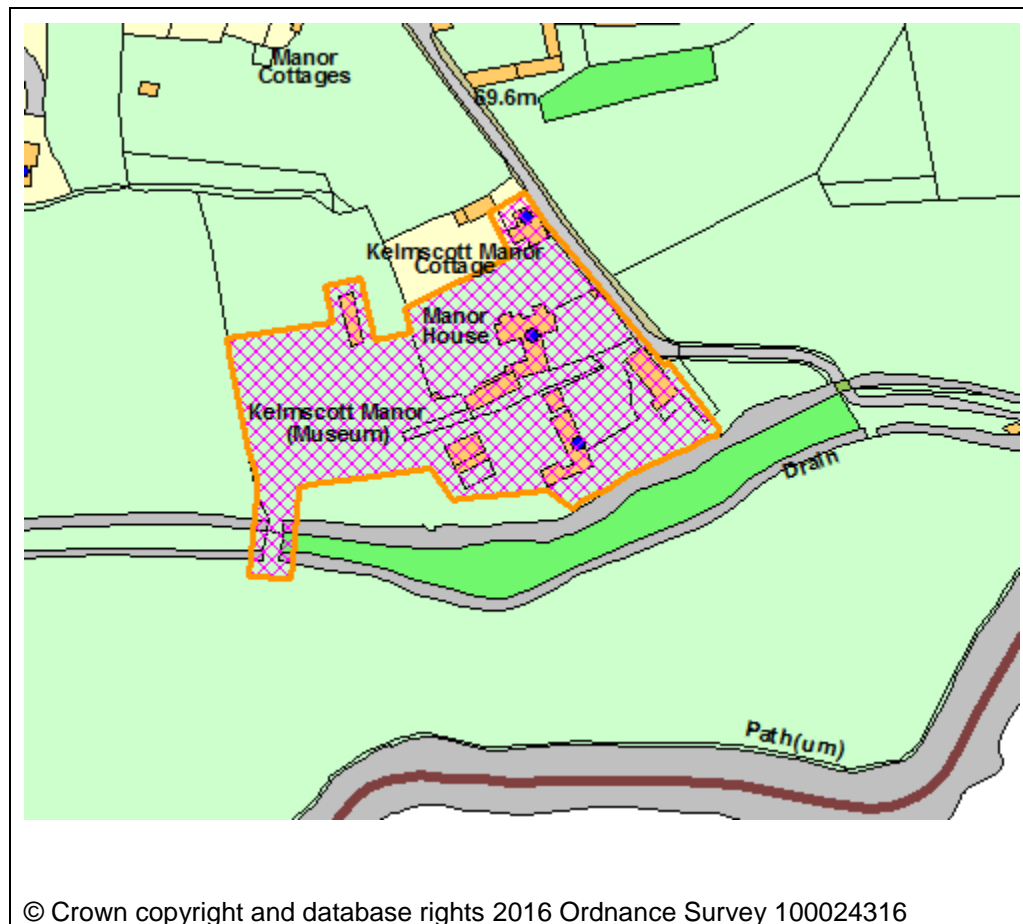 Manor
Cottages
69.6m
Kelmscott Manor
Cottage
Manor
House
Kelmscott Manor
(Museum)
Drain
Path(um)
© Crown copyright and database rights 2016 Ordnance Survey 100024316